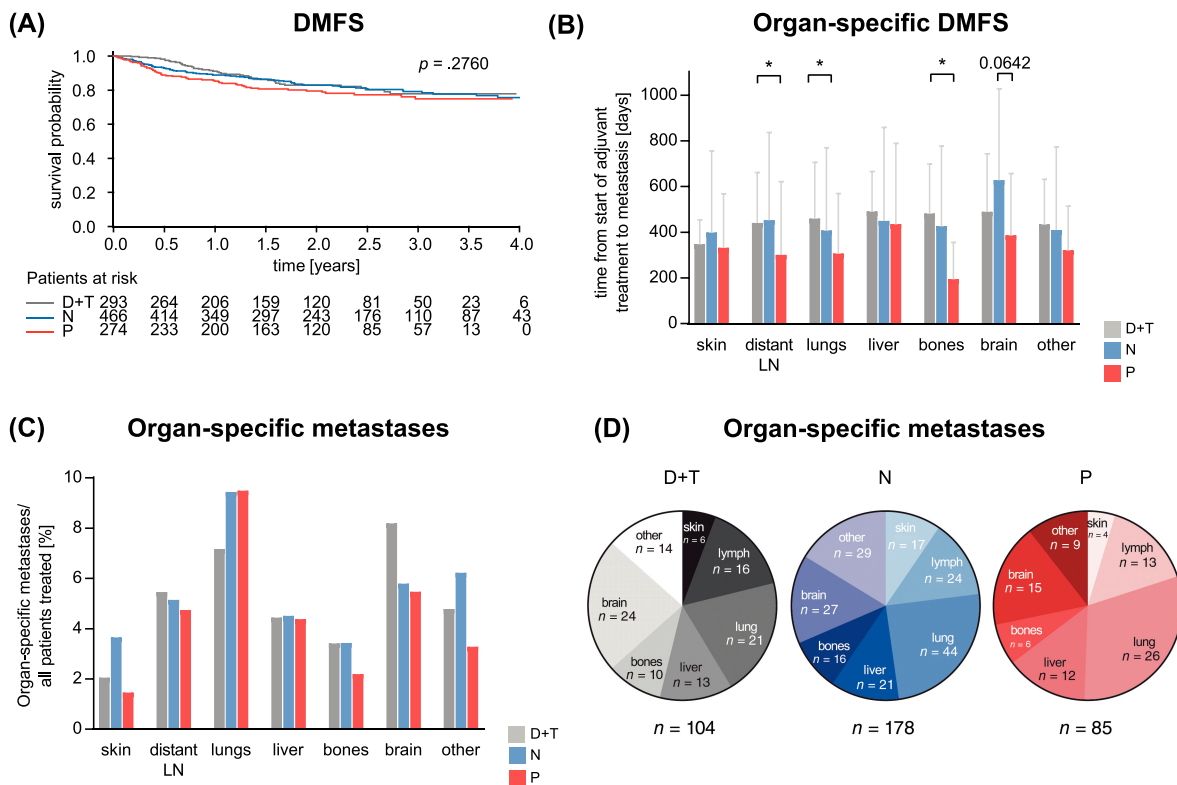 (A)
DMFS
survival probability
1.0
0.8
0.6
0.4
0.2
0.0
p = .2760
0.0 0.5 1.0 1.5 2.0 2.5 3.0 3.5 4.0
time [years]
Patients at risk
D+T 293 264 206 159 120 81 50 23 6
N 466 414 349 297 243 176 110 87 43
P 274 233 200 163 120 85 57 13 0
(B)
Organ-specific DMFS
time from start of adjuvant
treatment to metastasis [days]
1000
800
600
400
200
0
* * * 0.0642
skin distant lungs liver bones brain other
LN
D+T
N
P
(C)
Organ-specific metastases
Organ-specific metastases/
all patients treated [%]
10
8
6
4
2
0
skin distant lungs liver bones brain other
LN
D+T
N
P
(D)
Organ-specific metastases
D+T
skin
n = 6
lymph
n = 16
lung
n = 21
liver
n = 13
bones
n = 10
brain
n = 24
other
n = 14
n = 104
N
skin
n = 17
lymph
n = 24
lung
n = 44
liver
n = 21
bones
n = 16
brain
n = 27
other
n = 29
n = 178
P
skin
n = 4
lymph
n = 13
lung
n = 26
liver
n = 12
bones
n = 6
brain
n = 15
other
n = 9
n = 85